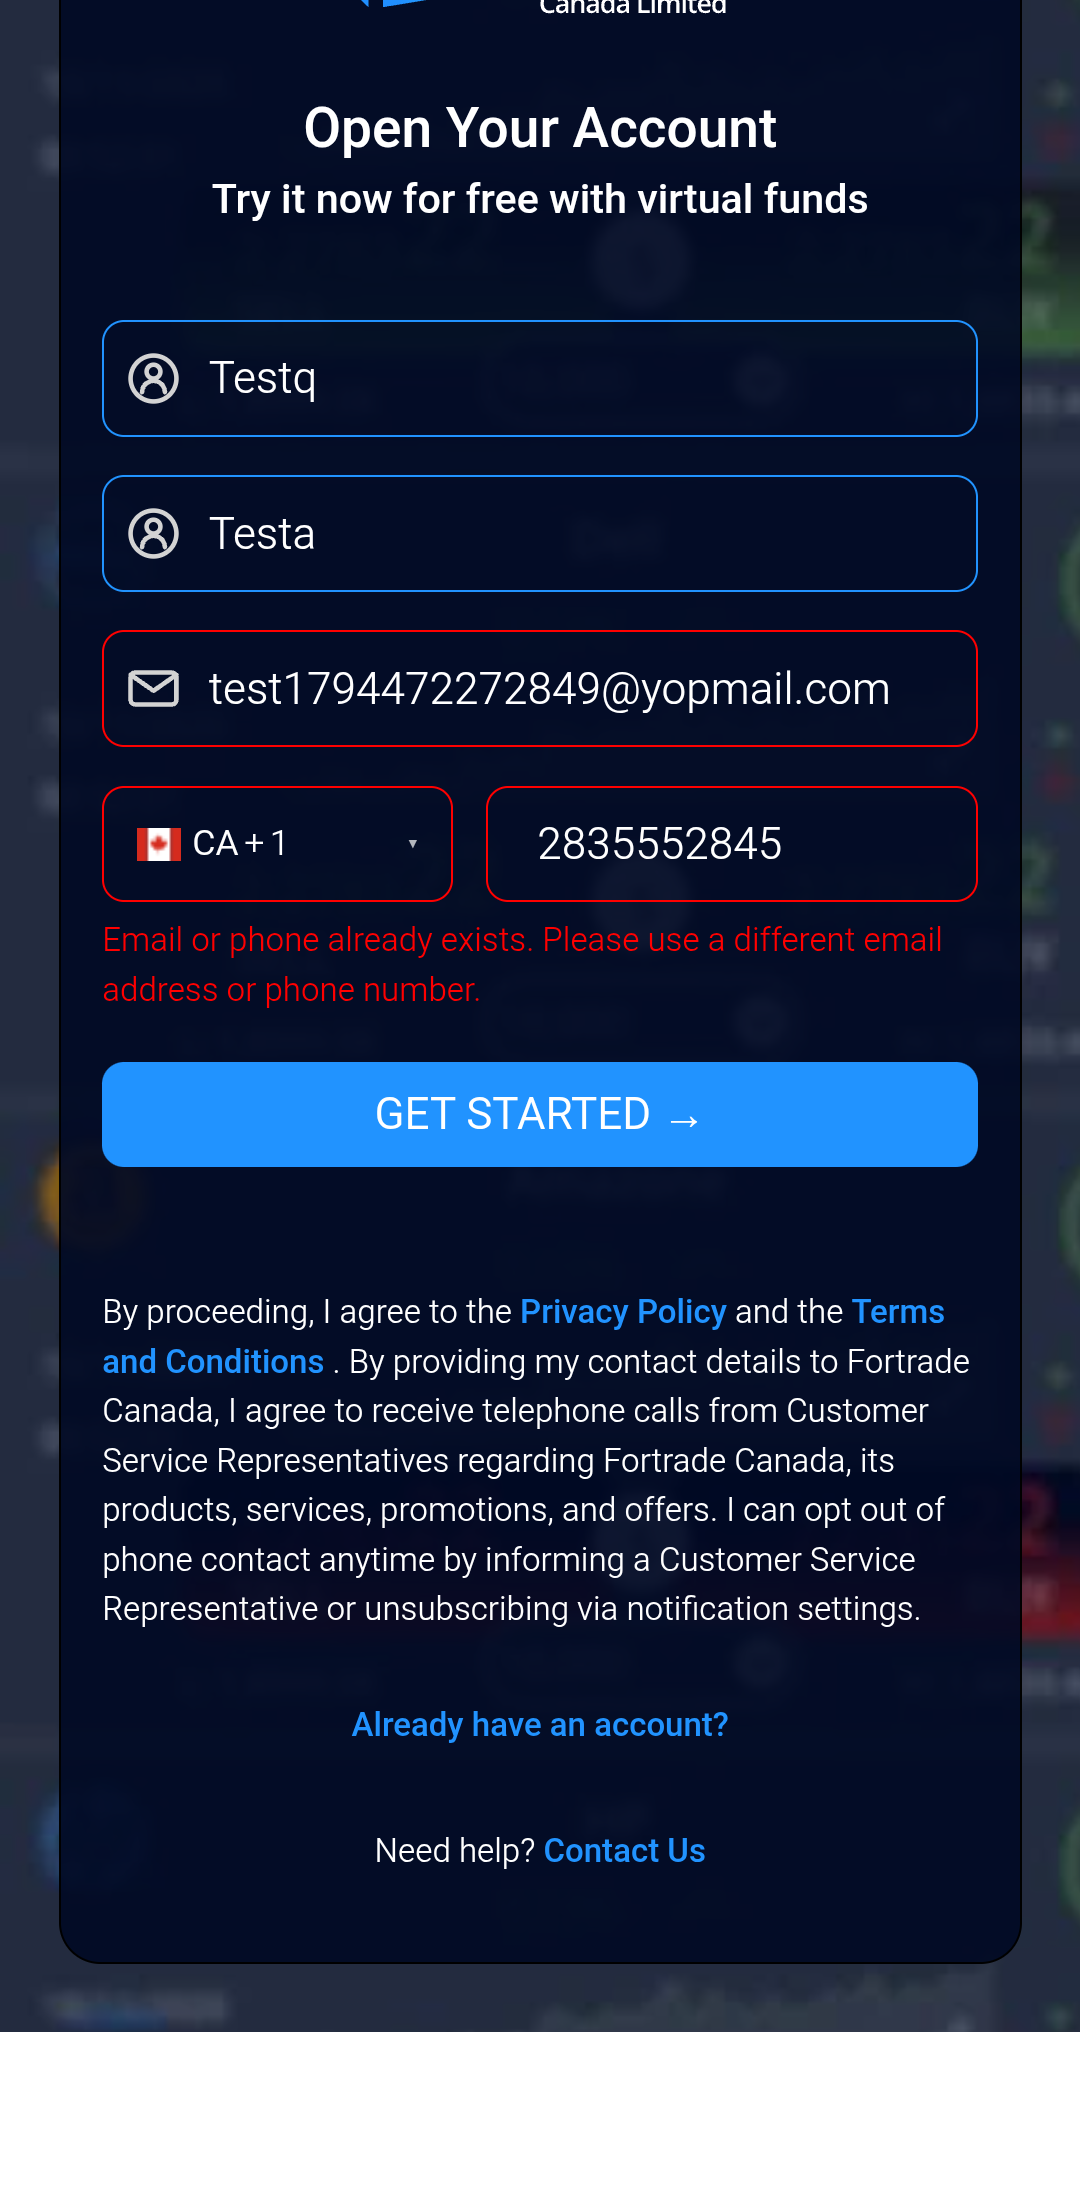 Canada Limited
Open Your Account
Try it now for free with virtual funds
Testq
Testa
test1794472272849@yopmail.com
CA + 1 ▼
2835552845
Email or phone already exists. Please use a different email
address or phone number.
GET STARTED →
By proceeding, I agree to the Privacy Policy and the Terms
and Conditions . By providing my contact details to Fortrade
Canada, I agree to receive telephone calls from Customer
Service Representatives regarding Fortrade Canada, its
products, services, promotions, and offers. I can opt out of
phone contact anytime by informing a Customer Service
Representative or unsubscribing via notification settings.
Already have an account?
Need help? Contact Us